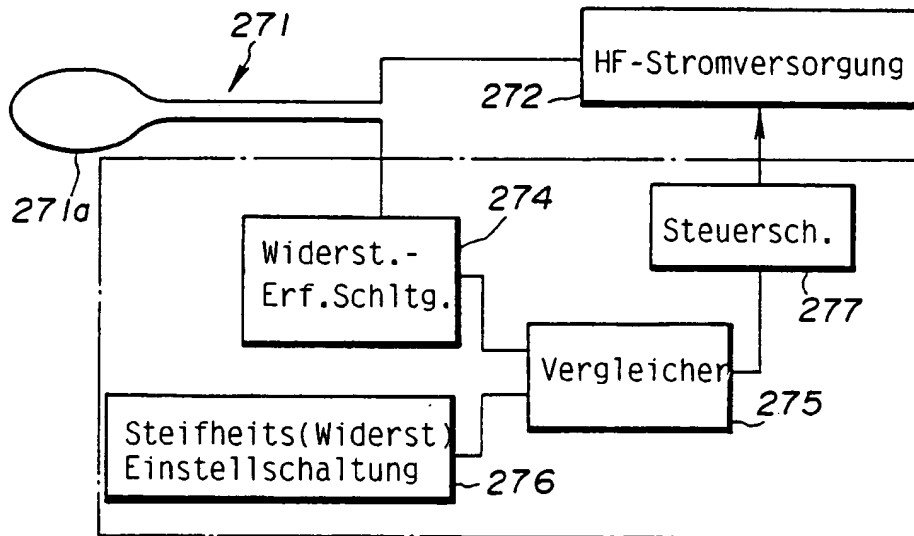 271
HF-Stromversorgung
272
271a
274
Widerst.-
Erf.Schltg.
Steuersch.
277
Vergleicher
275
Steifheits(Widerst)
Einstellschaltung
276